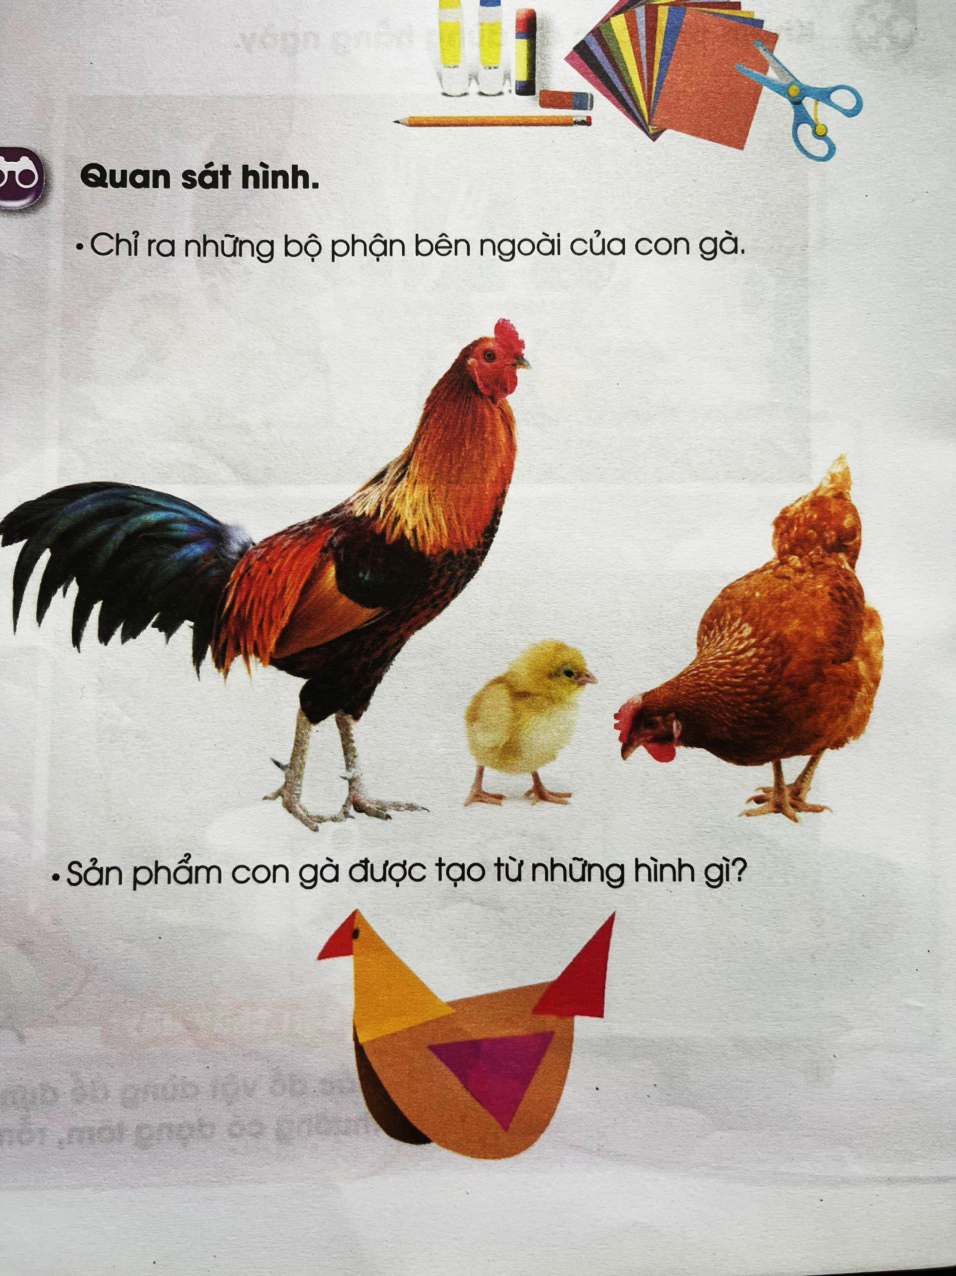 Quan sát hình.
• Chỉ ra những bộ phận bên ngoài của con gà.
• Sản phẩm con gà được tạo từ những hình gì?